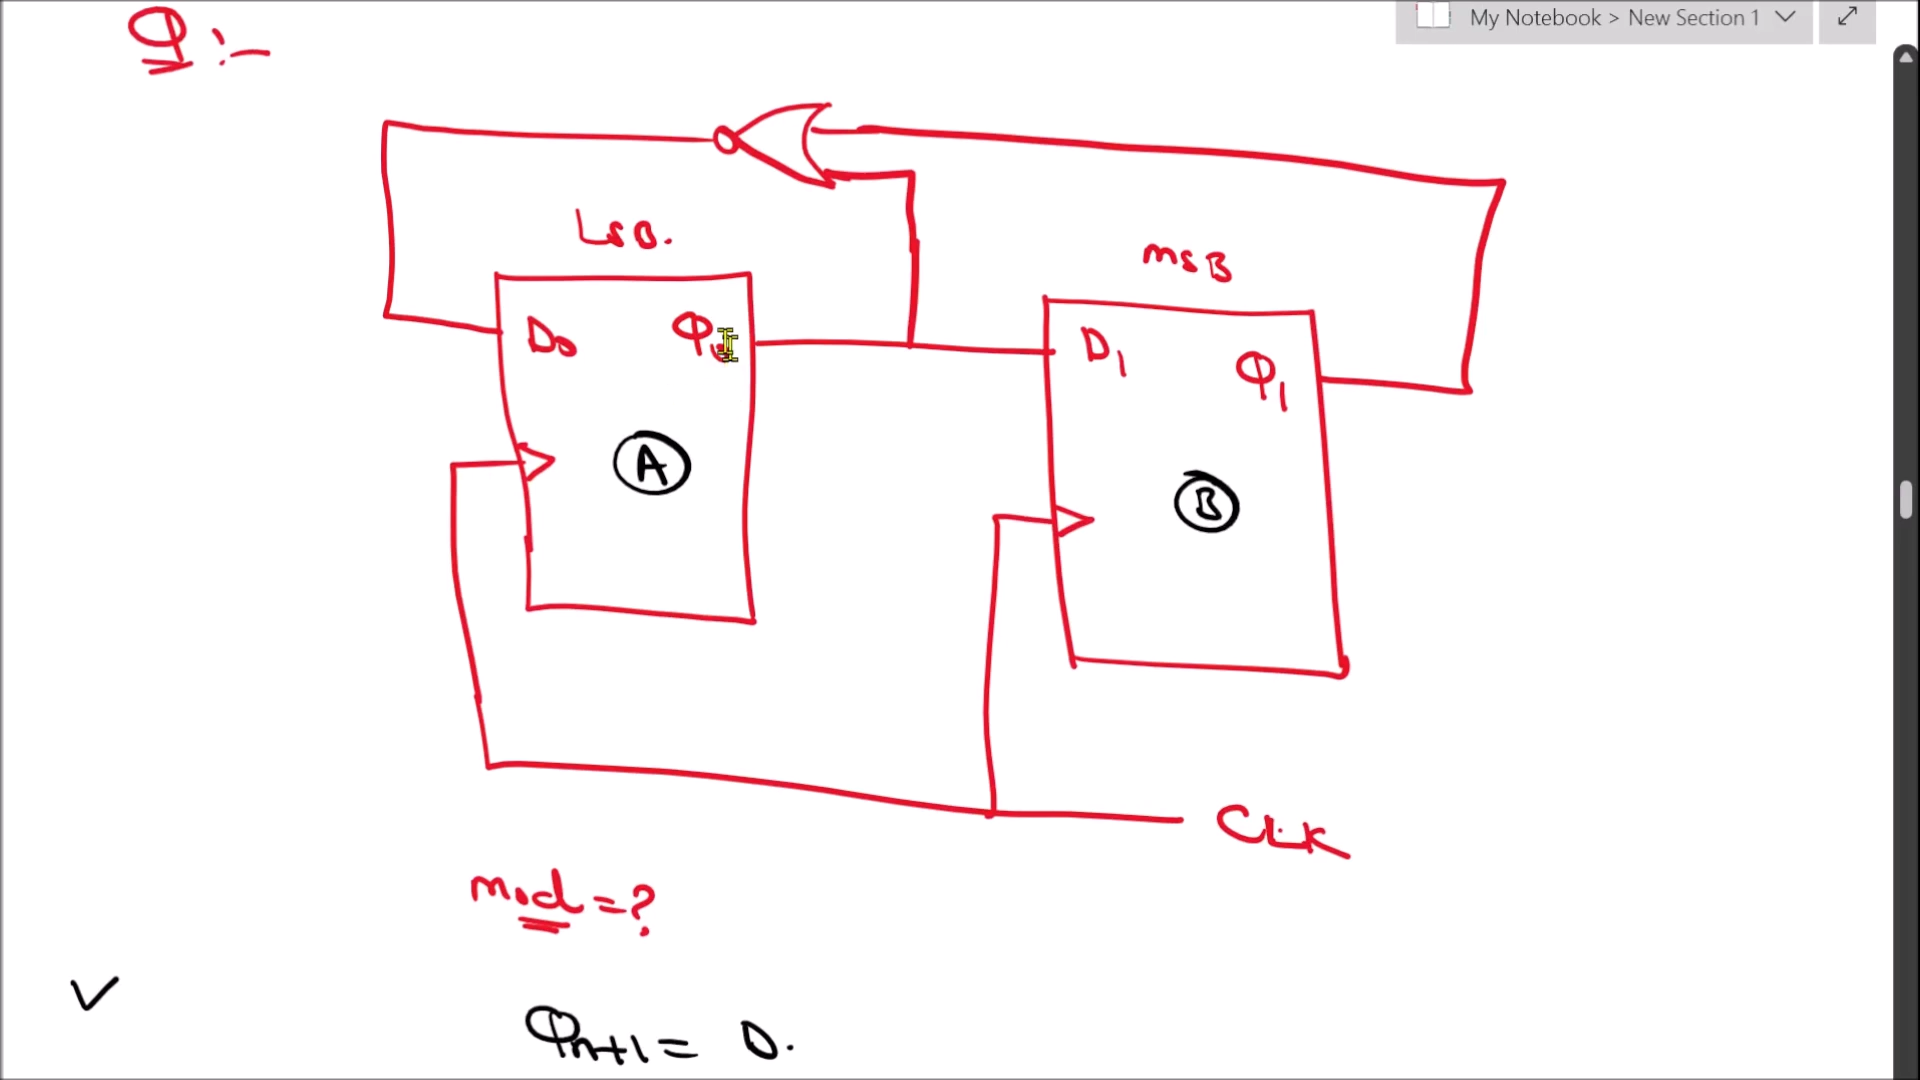 My Notebook > New Section 1
Q :-
LSB.
MSB
D0 Q0
D1
Q1
A
B
CLK
mod = ?
Qn+1 = D.